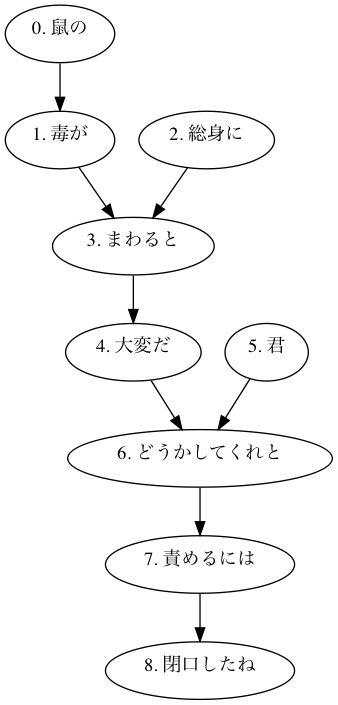 0. 鼠の
1. 毒が
2. 総身に
3. まわると
4. 大変だ
5. 君
6. どうかしてくれと
7. 責めるには
8. 閉口したね